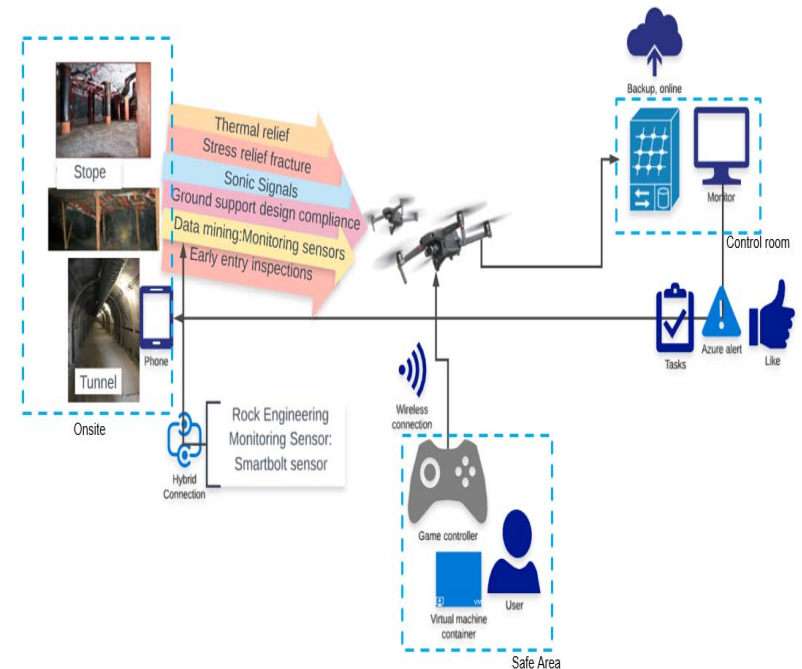 Backup, online
Thermal relief
Stress relief fracture
Sonic Signals
Ground support design compliance
Data mining:Monitoring sensors
Early entry inspections
Stope
Monitor
Control room
Phone
Tunnel
Tasks
Azure alert
Like
Onsite
Wireless
connection
Rock Engineering
Monitoring Sensor:
Smartbolt sensor
Hybrid
Connection
Game controller
VM
Virtual machine
container
User
Safe Area